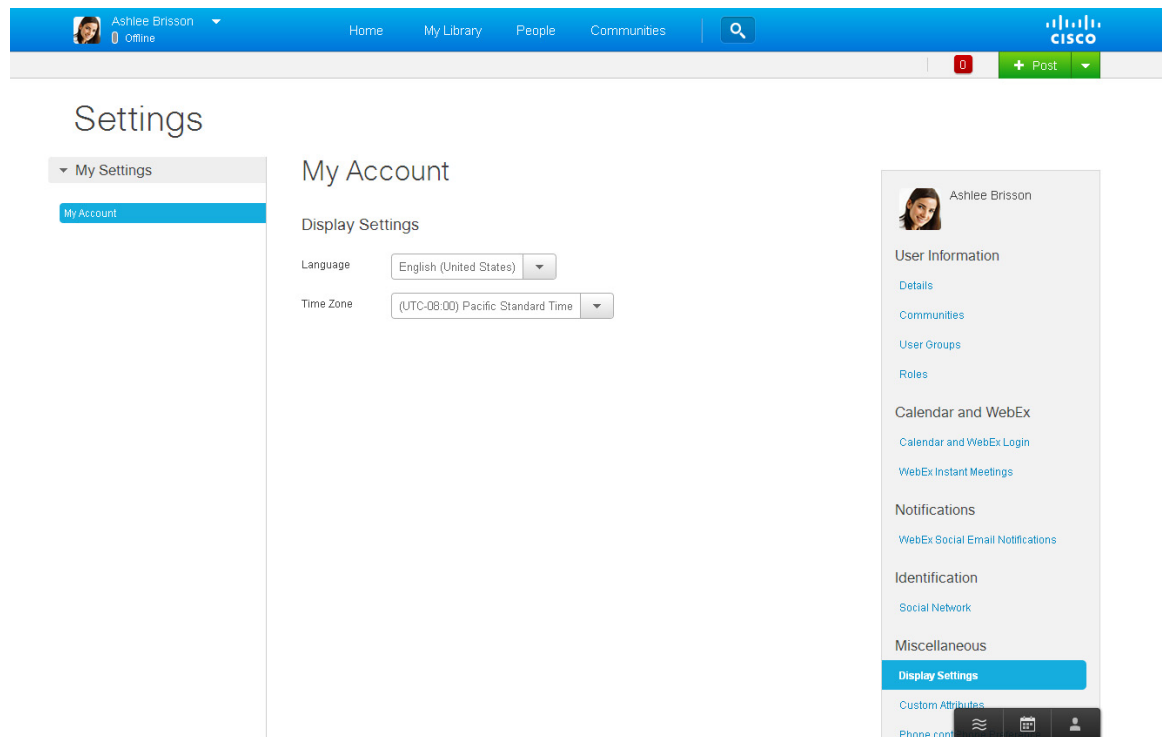 Ashlee Brisson
Offline
Home
My Library
People
Communities
CISCO
0
+ Post
Settings
My Settings
My Account
My Account
Display Settings
Language
English (United States)
Time Zone
(UTC-08:00) Pacific Standard Time
Ashlee Brisson
User Information
Details
Communities
User Groups
Roles
Calendar and WebEx
Calendar and WebEx Login
WebEx Instant Meetings
Notifications
WebEx Social Email Notifications
Identification
Social Network
Miscellaneous
Display Settings
Custom Attributes
Phone